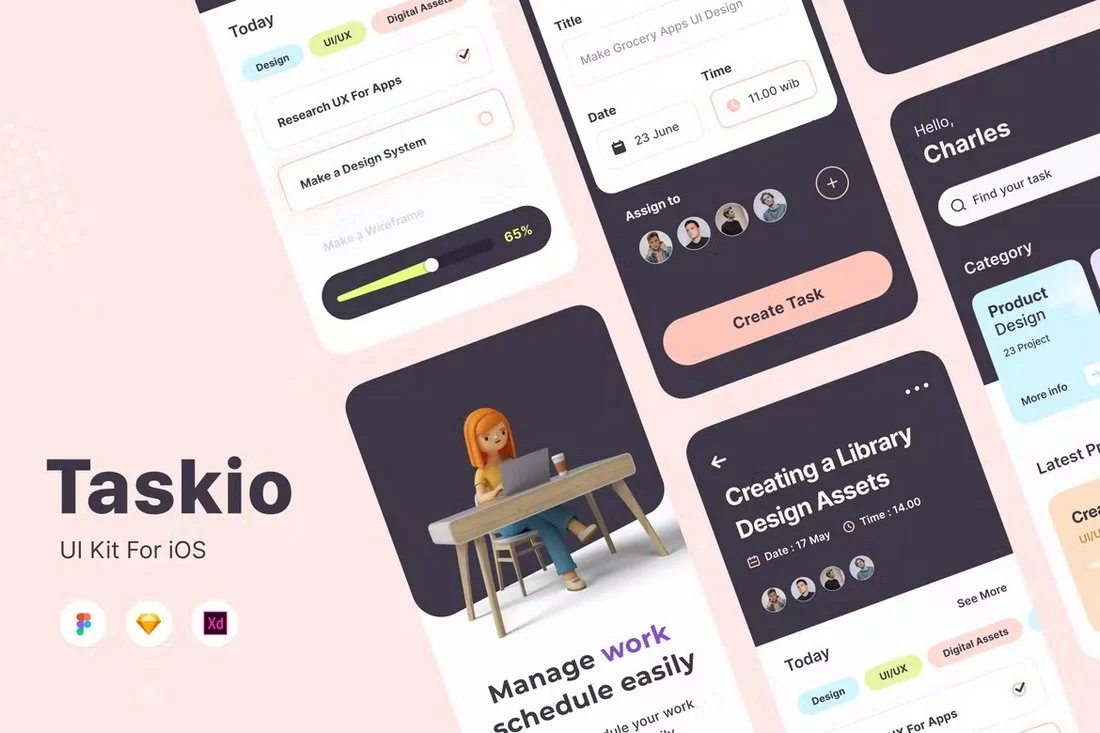 Taskio
UI Kit For iOS
Xd
Today
Design
UI/UX
Digital Assets
Research UX For Apps
Make a Design System
Make a Wireframe
65%
Title
Make Grocery Apps UI Design
Date
Time
23 June
11.00 wib
Assign to
Create Task
Hello,
Charles
Find your task
Category
Product
Design
23 Project
More info
Latest Pr
Crea
UI/U
Manage work
schedule easily
dule your work
Creating a Library
Design Assets
Date : 17 May
Time : 14.00
See More
Today
Design
UI/UX
Digital Assets
UX For Apps